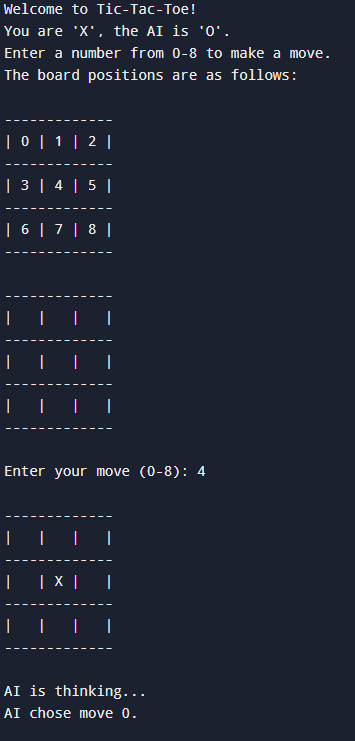 Welcome to Tic-Tac-Toe!
You are 'X', the AI is 'O'.
Enter a number from 0-8 to make a move.
The board positions are as follows:
-------------
| 0 | 1 | 2 |
-------------
| 3 | 4 | 5 |
-------------
| 6 | 7 | 8 |
-------------
-------------
|   |   |   |
-------------
|   |   |   |
-------------
|   |   |   |
-------------
Enter your move (0-8): 4
-------------
|   |   |   |
-------------
|   | X |   |
-------------
|   |   |   |
-------------
AI is thinking...
AI chose move 0.